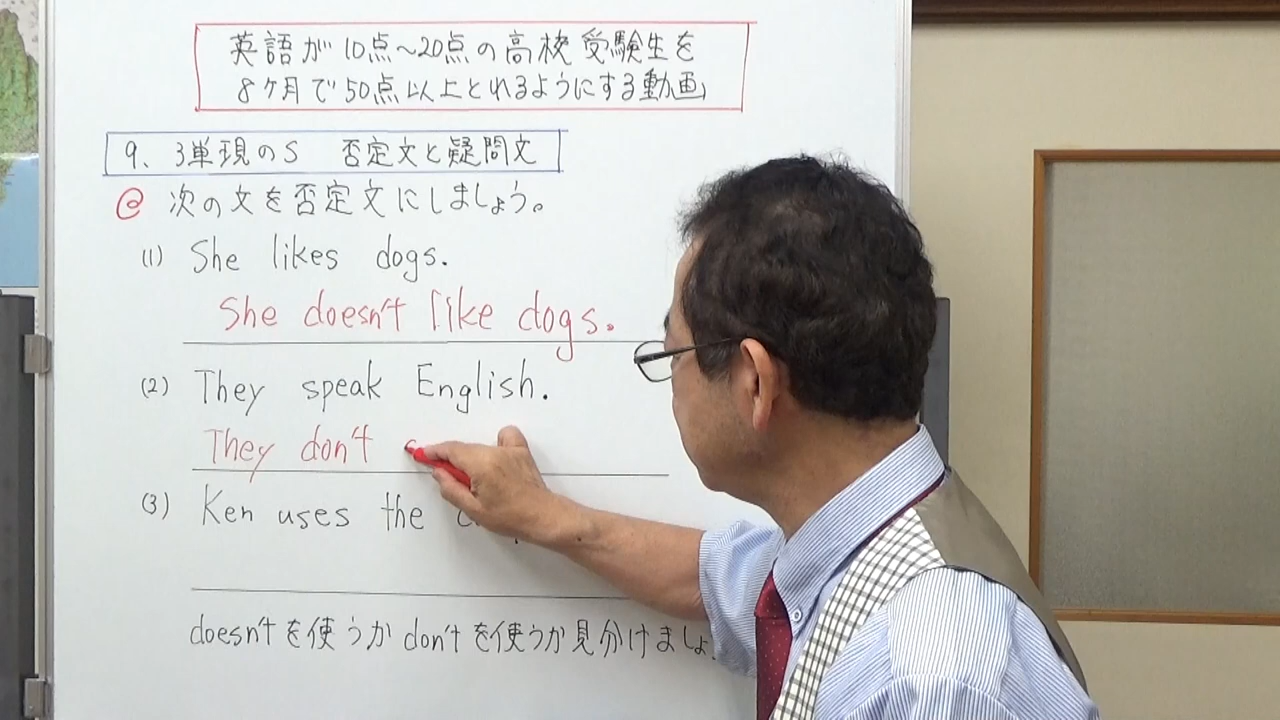 英語が10点～20点の高校受験生を
8ヶ月で50点以上とれるようにする動画
9、3単現のS 否定文と疑問文
@ 次の文を否定文にしましょう。
(1) She likes dogs.
She doesn't like dogs.
(2) They speak English.
They don't
(3) Ken uses the
doesn'tを使うかdon'tを使うか見分けましょ